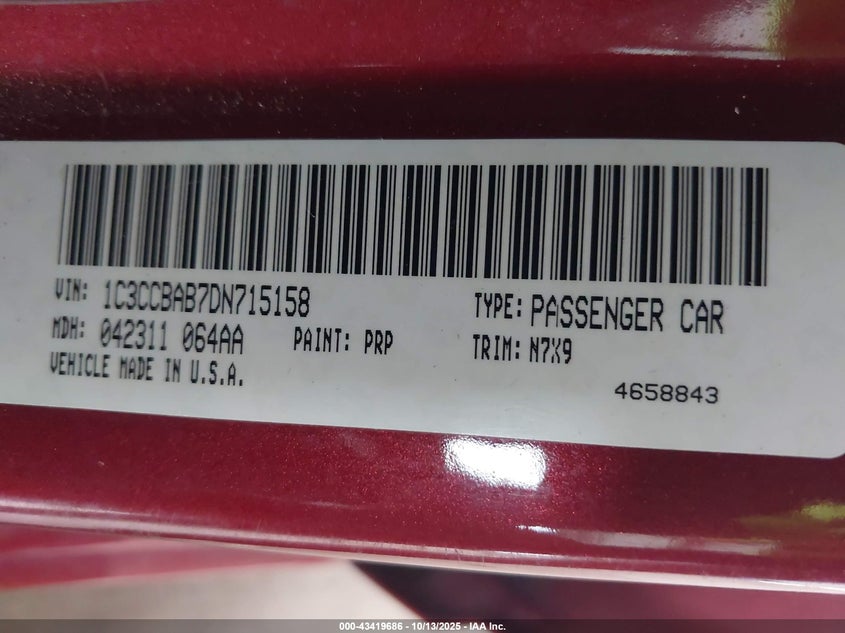 VIN: 1C3CCBAB7DN715158
TYPE: PASSENGER CAR
MDH: 042311 064AA
PAINT: PRP
TRIM: N7X9
VEHICLE MADE IN U.S.A.
4658843
000-43419686 - 10/13/2025 - IAA Inc.